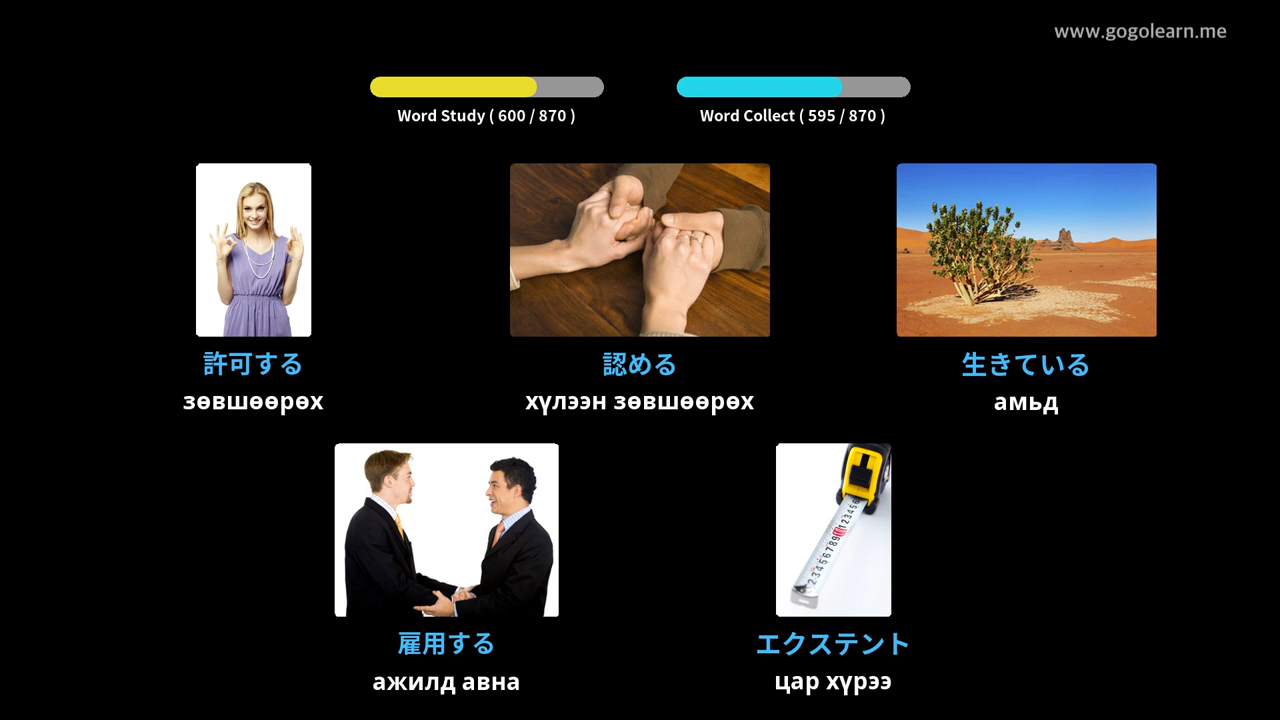 www.gogolearn.me
Word Study ( 600 / 870 )
Word Collect ( 595 / 870 )
許可する
зөвшөөрөх
認める
хүлээн зөвшөөрөх
生きている
амьд
雇用する
ажилд авна
エクステント
цар хүрээ